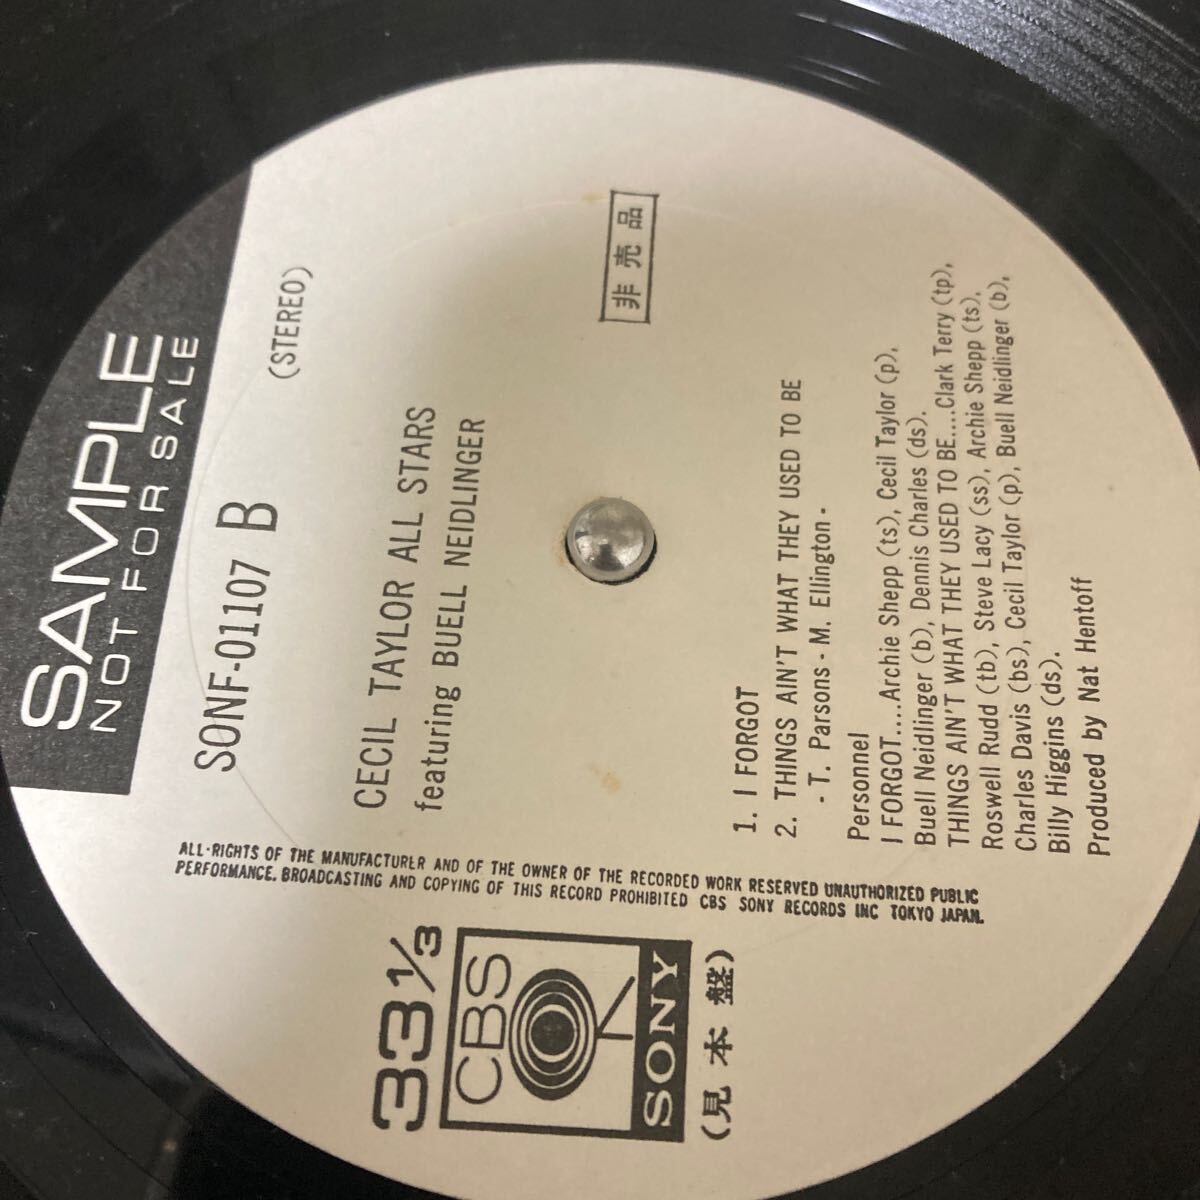 SAMPLE
NOT FOR SALE
SONF-01107 B
(STEREO)
CECIL TAYLOR ALL STARS
featuring BUELL NEIDLINGER
非売品
1. I FORGOT
2. THINGS AIN'T WHAT THEY USED TO BE
- T. Parsons - M. Ellington -
Personnel
I FORGOT....Archie Shepp (ts), Cecil Taylor (p),
Buell Neidlinger (b), Dennis Charles (ds).
THINGS AIN'T WHAT THEY USED TO BE....Clark Terry (tp),
Roswell Rudd (tb), Steve Lacy (ss), Archie Shepp (ts),
Charles Davis (bs), Cecil Taylor (p), Buell Neidlinger (b),
Billy Higgins (ds).
Produced by Nat Hentoff
ALL·RIGHTS OF THE MANUFACTURER AND OF THE OWNER OF THE RECORDED WORK RESERVED UNAUTHORIZED PUBLIC
PERFORMANCE. BROADCASTING AND COPYING OF THIS RECORD PROHIBITED CBS SONY RECORDS INC TOKYO JAPAN.
33⅓
CBS
SONY
(見本盤)